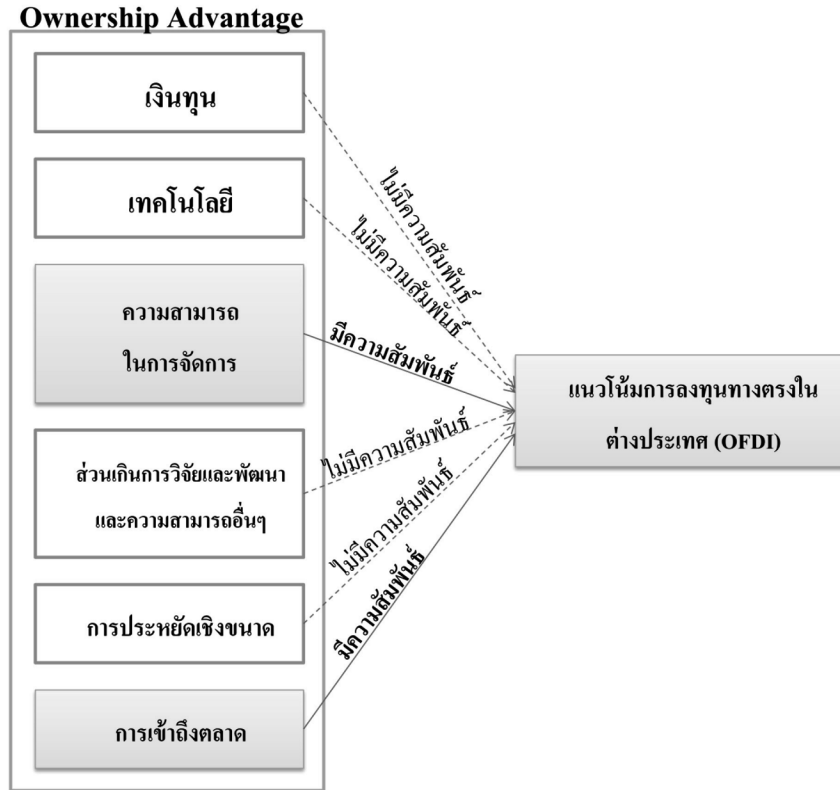 Ownership Advantage
เงินทุน
เทคโนโลยี
ความสามารถ
ในการจัดการ
ส่วนเกินการวิจัยและพัฒนา
และความสามารถอื่นๆ
การประหยัดเชิงขนาด
การเข้าถึงตลาด
ไม่มีความสัมพันธ์
ไม่มีความสัมพันธ์
มีความสัมพันธ์
ไม่มีความสัมพันธ์
ไม่มีความสัมพันธ์
มีความสัมพันธ์
แนวโน้มการลงทุนทางตรงใน
ต่างประเทศ (OFDI)